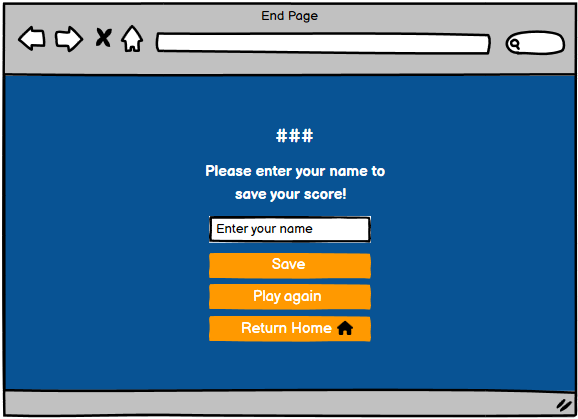 End Page
###
Please enter your name to
save your score!
Enter your name
Save
Play again
Return Home